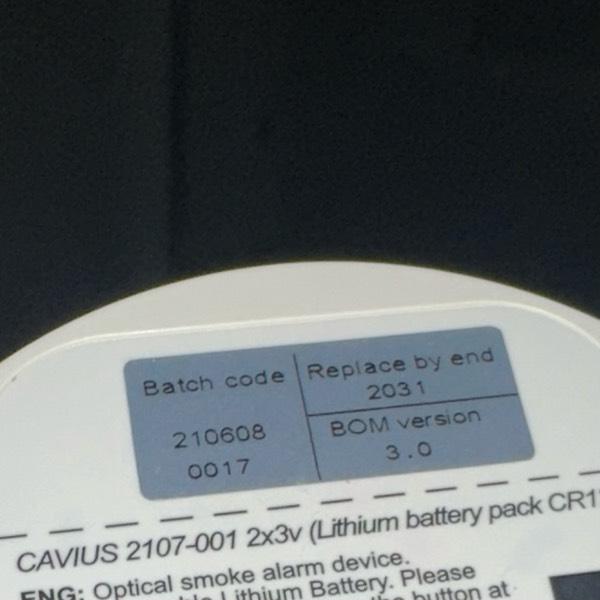 Batch code
210608
0017
Replace by end
2031
BOM version
3.0
CAVIUS 2107-001 2x3v (Lithium battery pack CR1
ENG: Optical smoke alarm device.
Lithium Battery. Please
button at